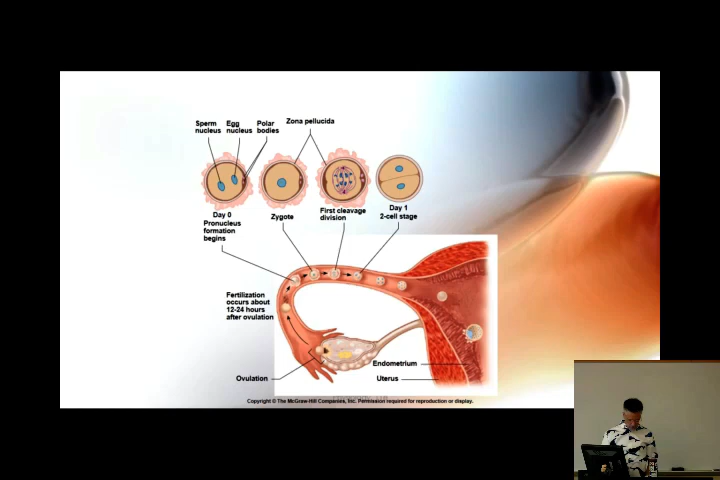 Sperm nucleus
Egg nucleus
Polar bodies
Zona pellucida
Day 0
Pronucleus
formation
begins
Zygote
First cleavage
division
Day 1
2-cell stage
Fertilization
occurs about
12-24 hours
after ovulation
Ovulation
Endometrium
Uterus
Copyright © The McGraw-Hill Companies, Inc. Permission required for reproduction or display.